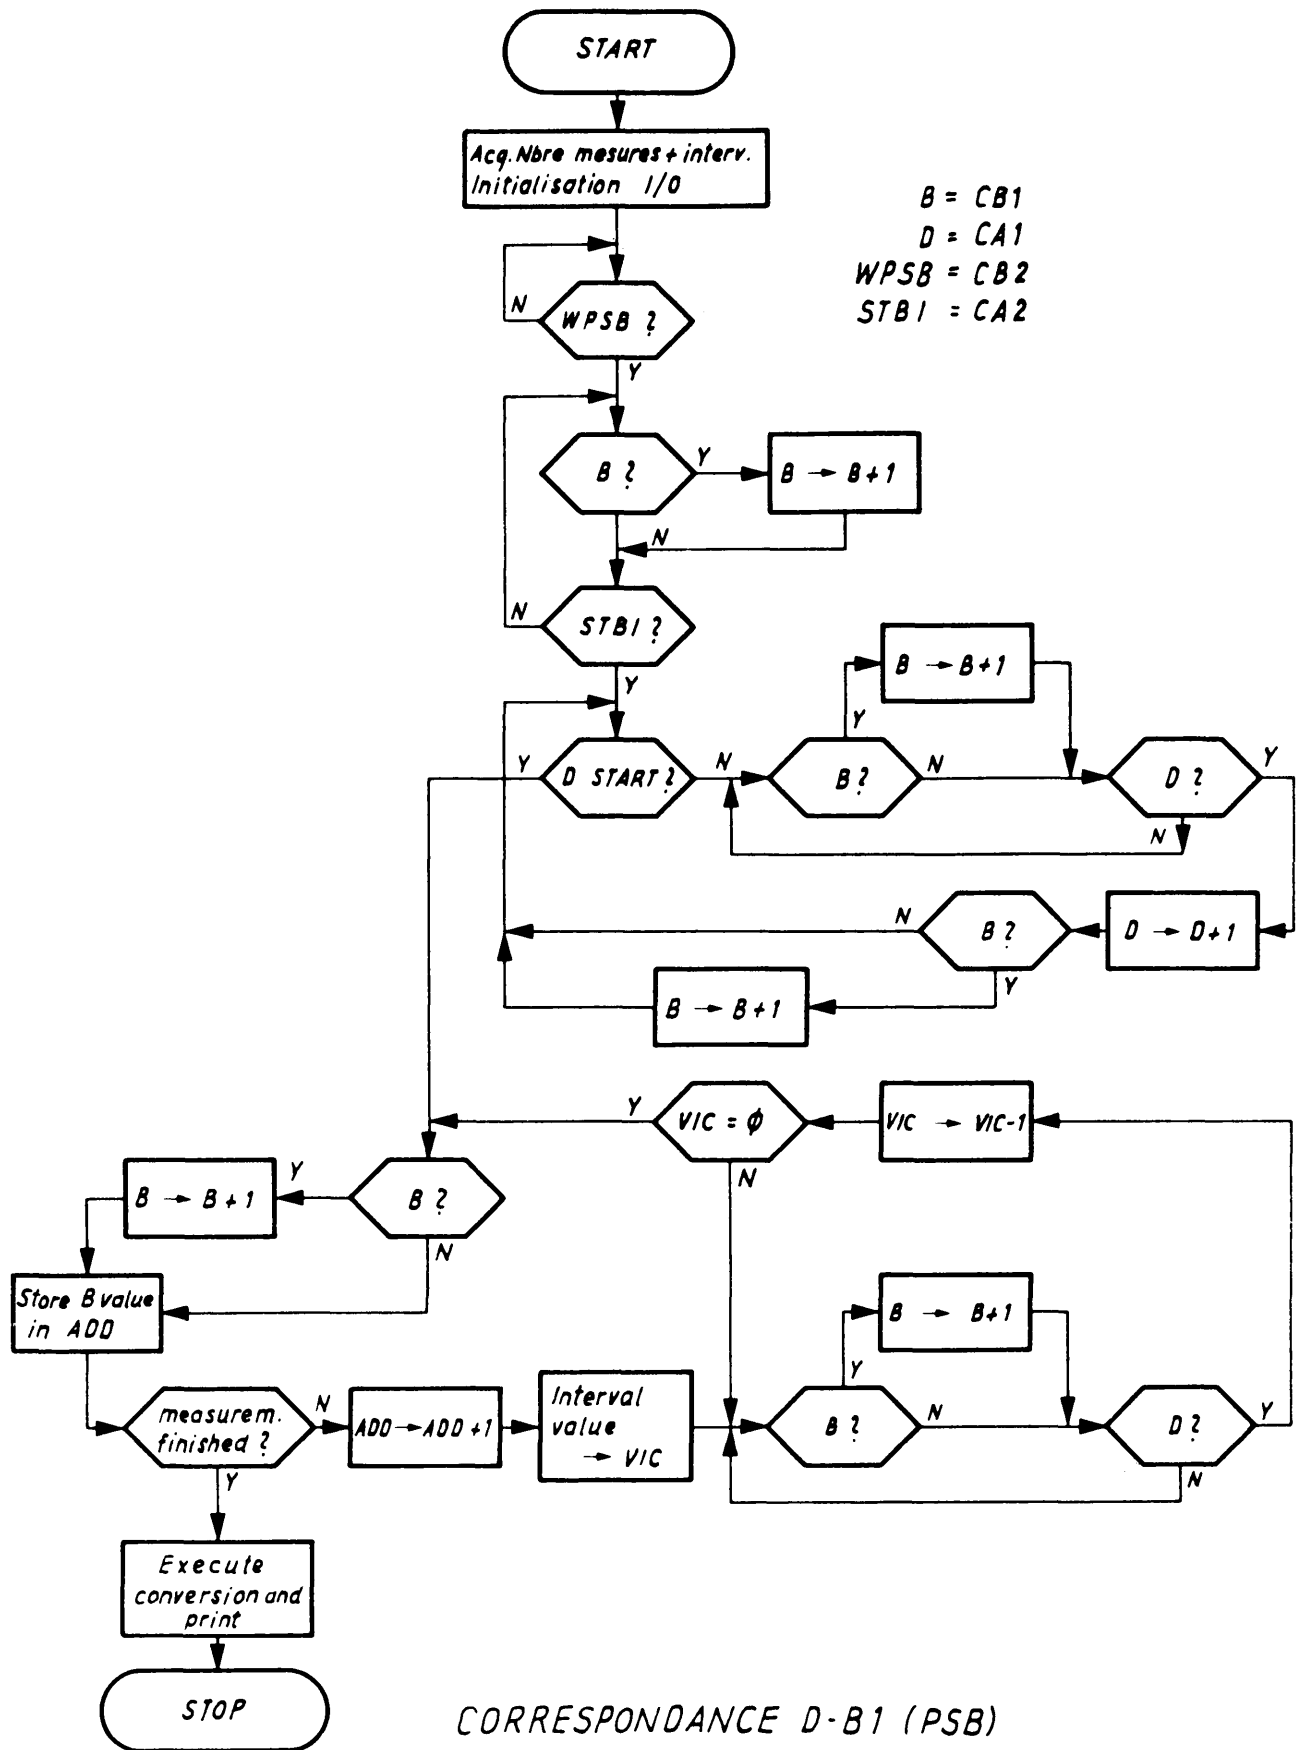 START
Acq. Nbre mesures + interv.
Initialisation I/O
B = CB1
D = CA1
WPSB = CB2
STBI = CA2
N
WPSB ?
Y
B ?
Y
B → B+1
N
N
STBI ?
Y
B → B+1
Y
Y
D START ?
N
B ?
N
D ?
Y
N
N
B ?
D → D+1
Y
B → B+1
Y
VIC = ϕ
VIC → VIC-1
N
B → B+1
Y
B ?
N
Store B value
in ADD
B → B+1
Y
measurem.
finished ?
N
ADD → ADD +1
Interval
value
→ VIC
B ?
N
D ?
Y
N
Y
Execute
conversion and
print
STOP
CORRESPONDANCE D-B1 (PSB)